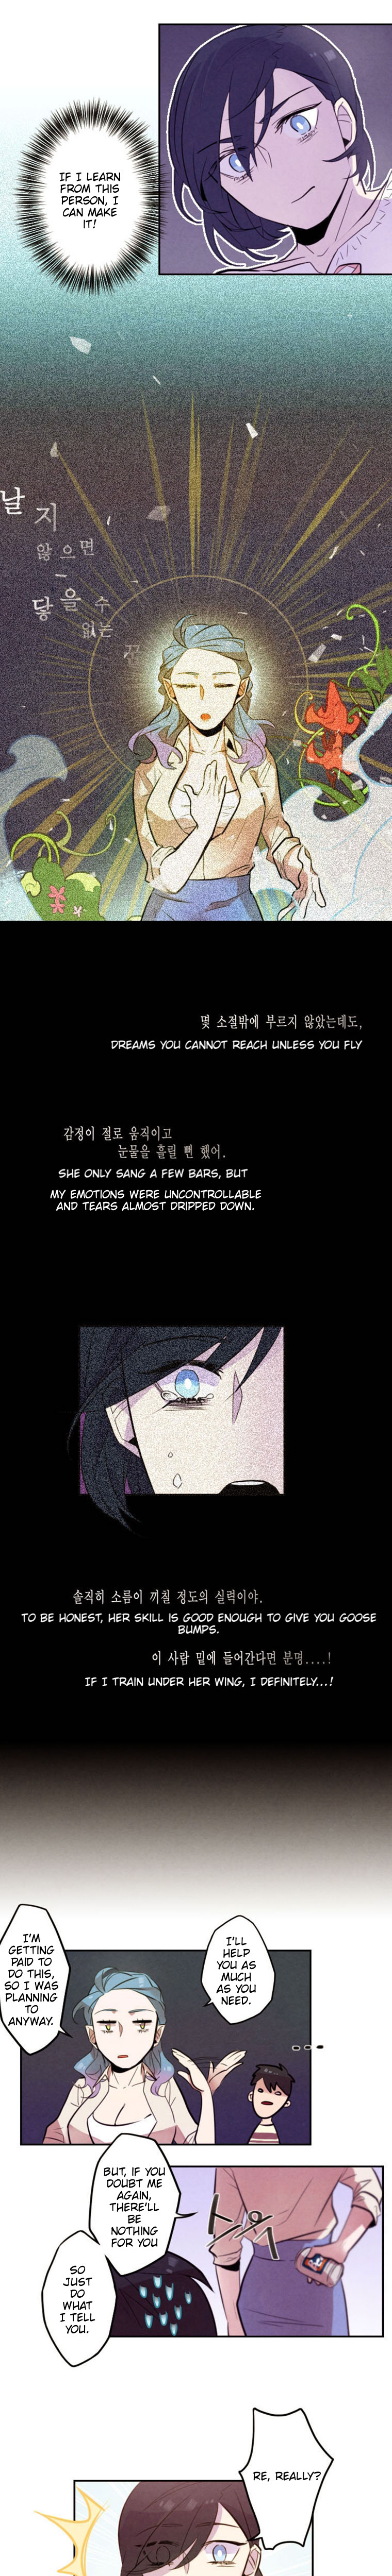 IF I LEARN
FROM THIS
PERSON, I
CAN MAKE
IT!
날
지
않으면
닿을 수
없는
꾼
몇 소절밖에 부르지 않았는데도,
DREAMS YOU CANNOT REACH UNLESS YOU FLY
감정이 절로 움직이고
눈물을 흘릴 뻔 했어.
SHE ONLY SANG A FEW BARS, BUT
MY EMOTIONS WERE UNCONTROLLABLE
AND TEARS ALMOST DRIPPED DOWN.
솔직히 소름이 끼칠 정도의 실력이야.
TO BE HONEST, HER SKILL IS GOOD ENOUGH TO GIVE YOU GOOSE
BUMPS.
이 사람 밑에 들어간다면 분명....!
IF I TRAIN UNDER HER WING, I DEFINITELY...!
I'LL
HELP
YOU AS
MUCH
AS YOU
NEED.
I'M
GETTING
PAID TO
DO THIS,
SO I WAS
PLANNING
TO
ANYWAY.
BUT, IF YOU
DOUBT ME
AGAIN,
THERE'LL
BE
NOTHING
FOR YOU
SO
JUST
DO
WHAT
I TELL
YOU.
RE, REALLY?